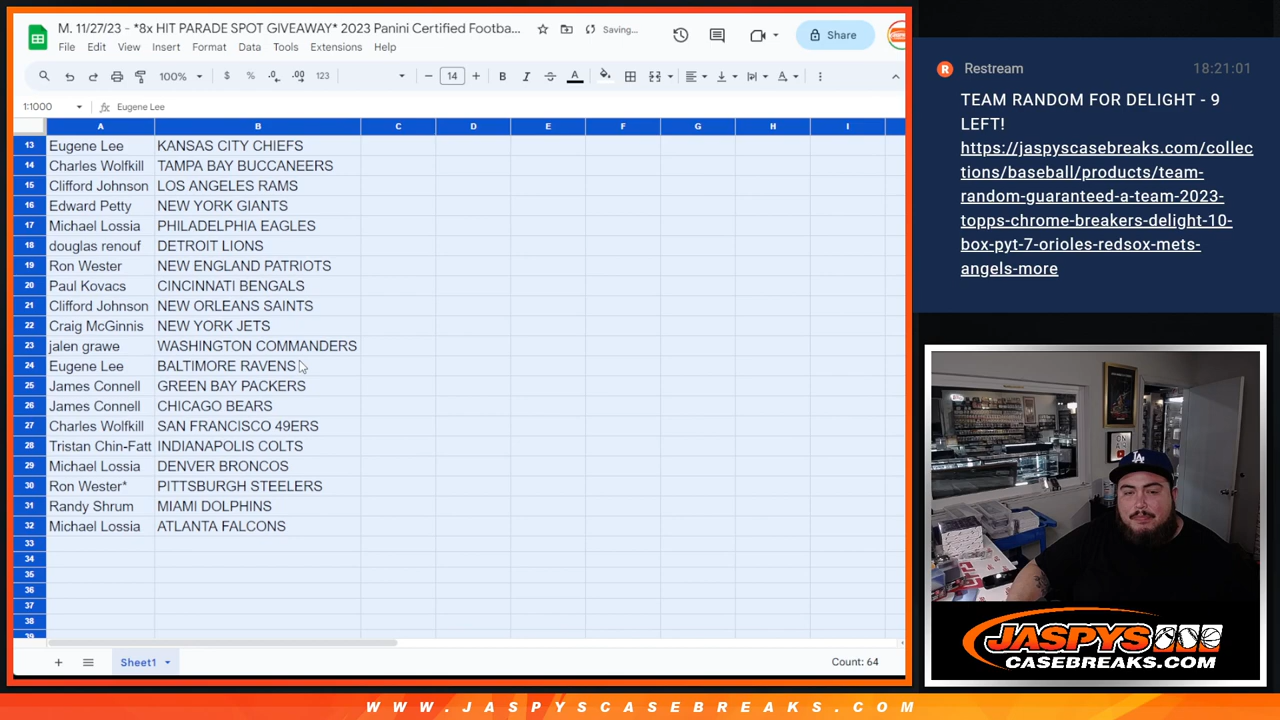 M. 11/27/23 - *8x HIT PARADE SPOT GIVEAWAY* 2023 Panini Certified Footba...
Saving...
Share
File Edit View Insert Format Data Tools Extensions Help
100% $ % .0 .00 123 14 B I A
1:1000 fx Eugene Lee
A B C D E F G H I
13 Eugene Lee KANSAS CITY CHIEFS
14 Charles Wolfkill TAMPA BAY BUCCANEERS
15 Clifford Johnson LOS ANGELES RAMS
16 Edward Petty NEW YORK GIANTS
17 Michael Lossia PHILADELPHIA EAGLES
18 douglas renouf DETROIT LIONS
19 Ron Wester NEW ENGLAND PATRIOTS
20 Paul Kovacs CINCINNATI BENGALS
21 Clifford Johnson NEW ORLEANS SAINTS
22 Craig McGinnis NEW YORK JETS
23 jalen grawe WASHINGTON COMMANDERS
24 Eugene Lee BALTIMORE RAVENS
25 James Connell GREEN BAY PACKERS
26 James Connell CHICAGO BEARS
27 Charles Wolfkill SAN FRANCISCO 49ERS
28 Tristan Chin-Fatt INDIANAPOLIS COLTS
29 Michael Lossia DENVER BRONCOS
30 Ron Wester* PITTSBURGH STEELERS
31 Randy Shrum MIAMI DOLPHINS
32 Michael Lossia ATLANTA FALCONS
33
34
35
36
37
38
39
Sheet1
Count: 64
R Restream 18:21:01
TEAM RANDOM FOR DELIGHT - 9
LEFT!
https://jaspyscasebreaks.com/collec
tions/baseball/products/team-
random-guaranteed-a-team-2023-
topps-chrome-breakers-delight-10-
box-pyt-7-orioles-redsox-mets-
angels-more
ON
LA
JASPYS
CASEBREAKS.COM
WWW.JASPYSCASEBREAKS.COM